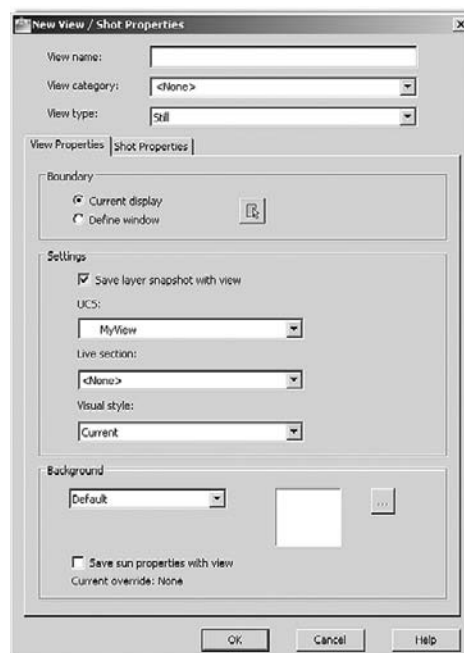 New View / Shot Properties
View name:
View category: <None>
View type: Still
View Properties Shot Properties
Boundary
Current display
Define window
Settings
Save layer snapshot with view
UCS:
MyView
Live section:
<None>
Visual style:
Current
Background
Default
...
Save sun properties with view
Current override: None
OK Cancel Help